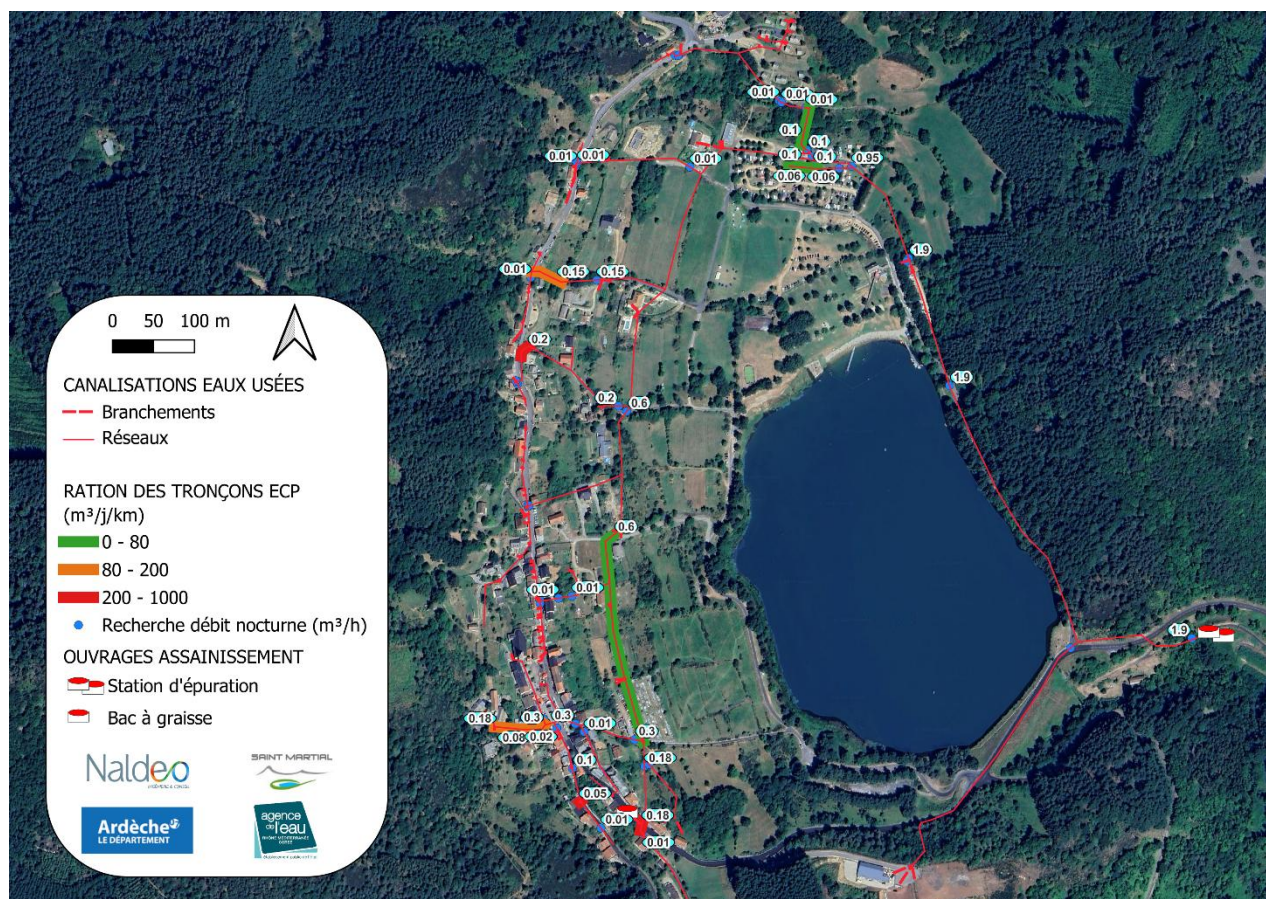 0.01
0.01
0.01
0.1
0.1
0.01
0.01
0.01
0.1
0.1
0.95
0.06
0.06
1.9
0.01
0.15
0.15
0.2
1.9
0.2
0.6
0.6
0.01
0.01
1.9
0.18
0.3
0.3
0.01
0.08
0.02
0.3
0.18
0.1
0.05
0.01
0.18
0.01
0 50 100 m
CANALISATIONS EAUX USÉES
Branchements
Réseaux
RATION DES TRONÇONS ECP
(m³/j/km)
0 - 80
80 - 200
200 - 1000
Recherche débit nocturne (m³/h)
OUVRAGES ASSAINISSEMENT
Station d'épuration
Bac à graisse
Naldeo
SAINT MARTIAL
Ardèche
LE DÉPARTEMENT
agence
de l'eau
RHÔNE MÉDITERRANÉE
CORSE